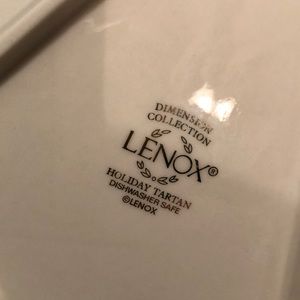 DIMENSION
COLLECTION
LENOX®
HOLIDAY TARTAN
DISHWASHER SAFE
©LENOX